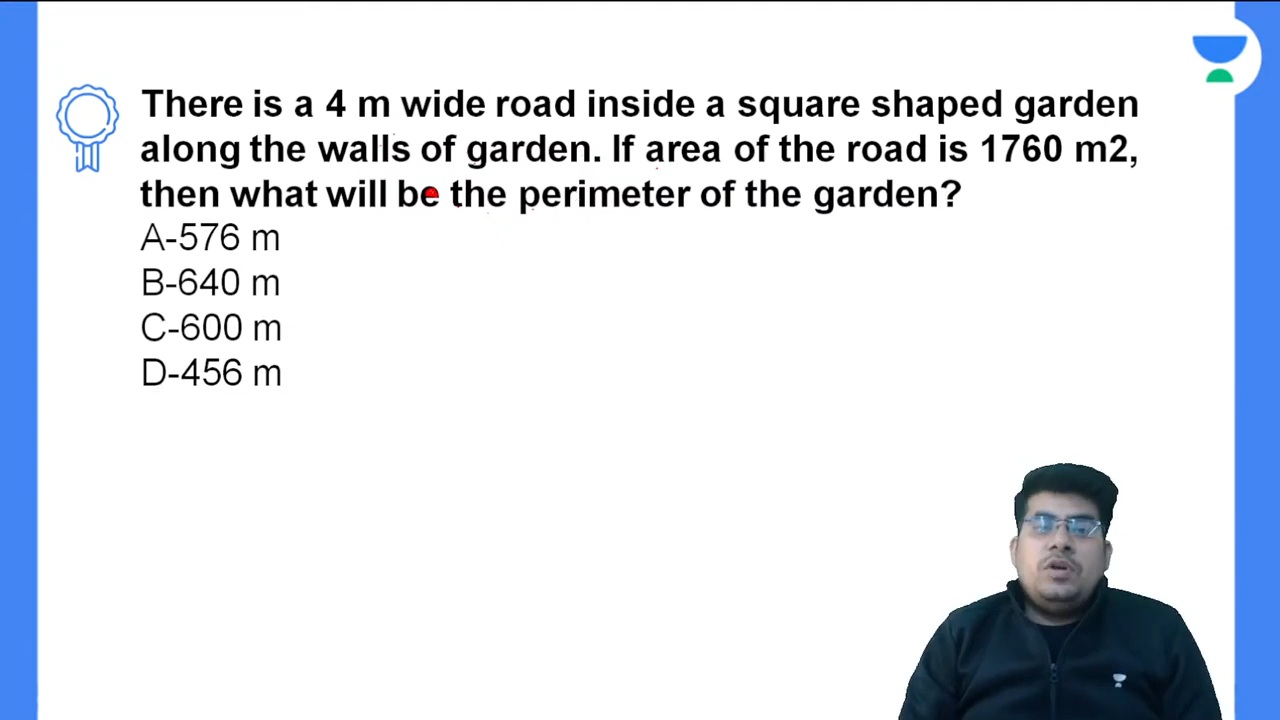 There is a 4 m wide road inside a square shaped garden
along the walls of garden. If area of the road is 1760 m2,
then what will be the perimeter of the garden?
A-576 m
B-640 m
C-600 m
D-456 m